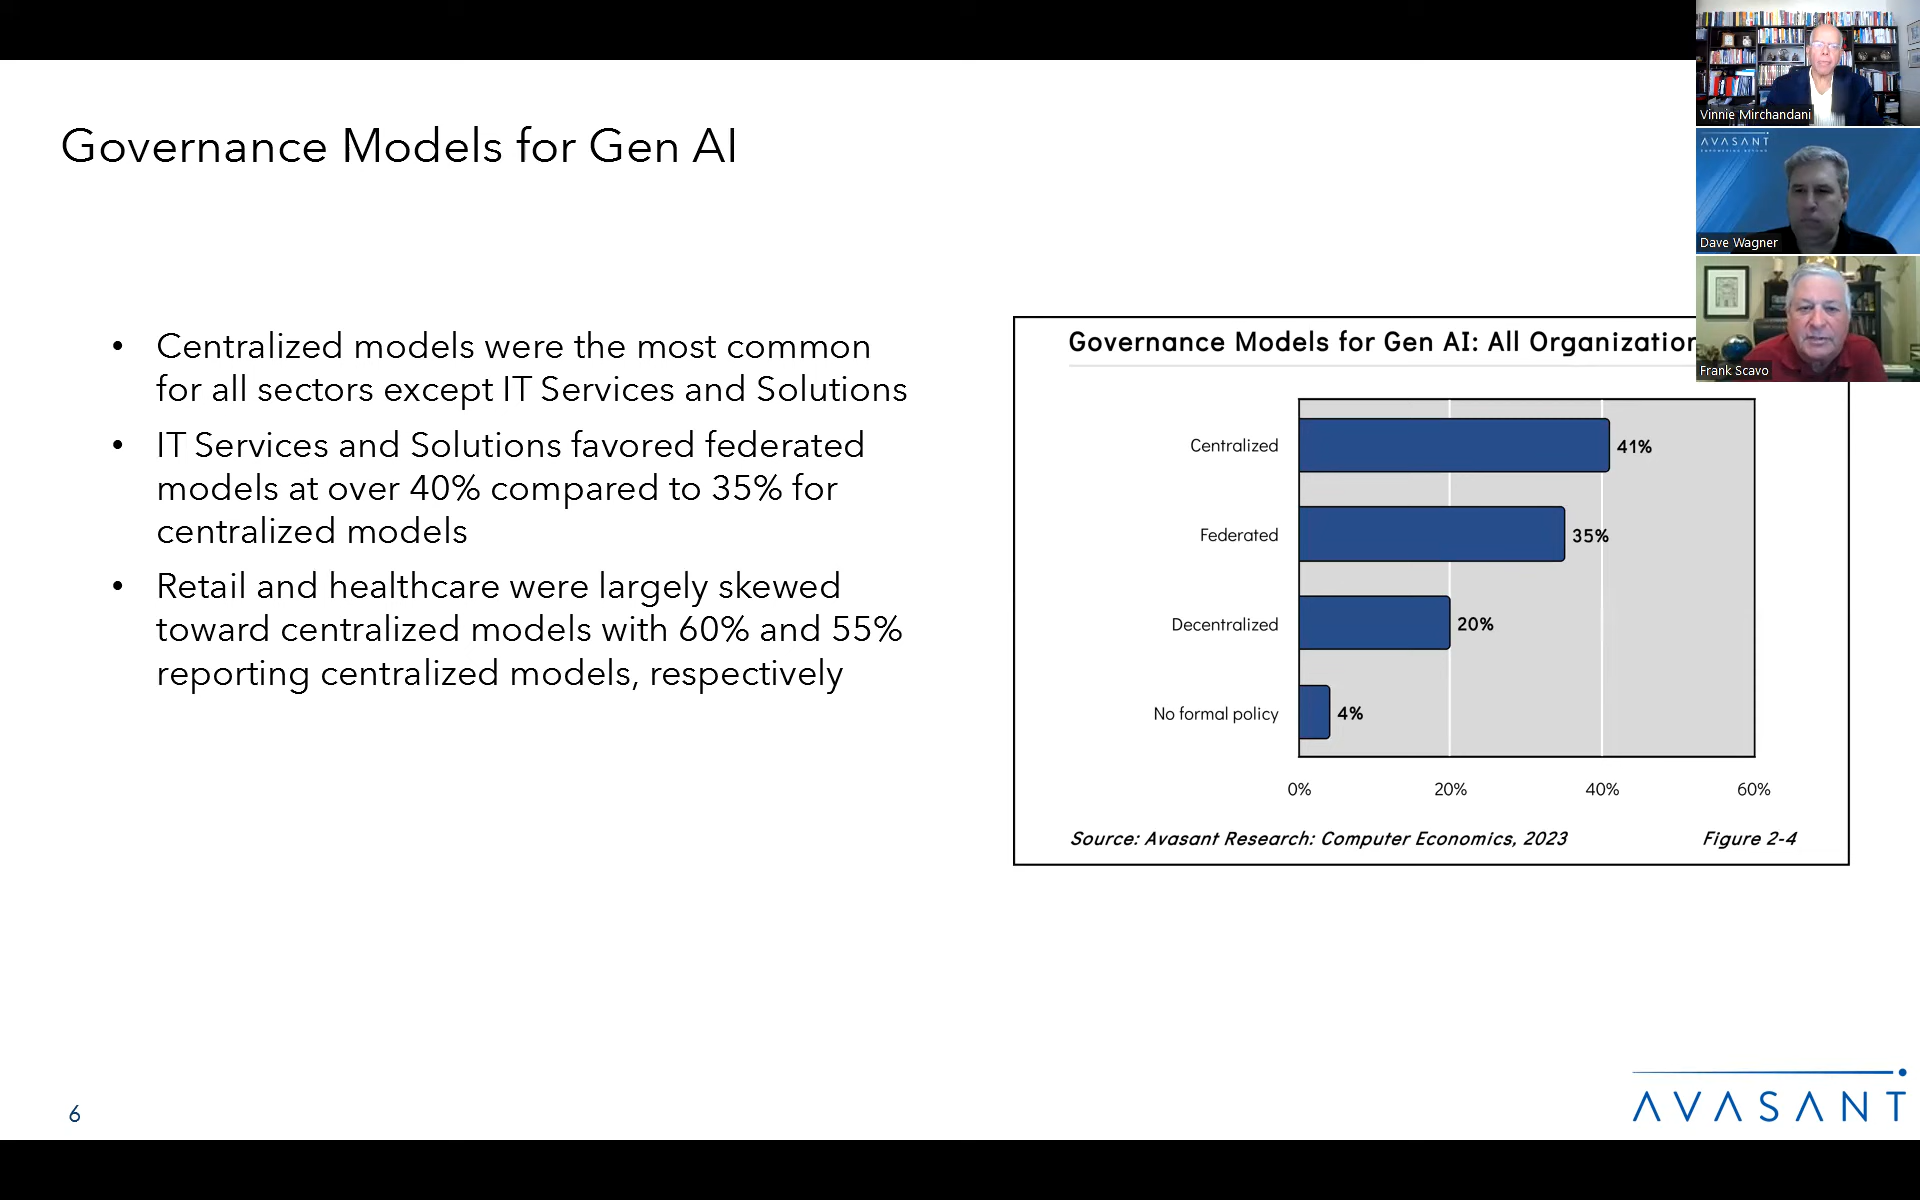 Governance Models for Gen AI
• Centralized models were the most common
for all sectors except IT Services and Solutions
• IT Services and Solutions favored federated
models at over 40% compared to 35% for
centralized models
• Retail and healthcare were largely skewed
toward centralized models with 60% and 55%
reporting centralized models, respectively
Governance Models for Gen AI: All Organization
Centralized 41%
Federated 35%
Decentralized 20%
No formal policy 4%
0% 20% 40% 60%
Source: Avasant Research: Computer Economics, 2023 Figure 2-4
Vinnie Mirchandani
AVASANT
Dave Wagner
Frank Scavo
6
AVASANT